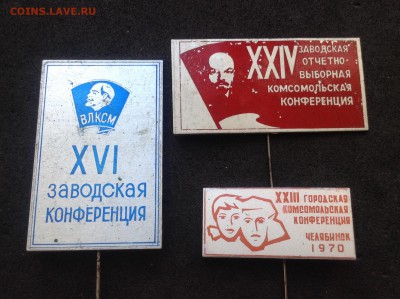 COINS.LAVE.RU
ВЛКСМ
XVI
ЗАВОДСКАЯ
КОНФЕРЕНЦИЯ
XXIV ЗАВОДСКАЯ
ОТЧЕТНО-
ВЫБОРНАЯ
КОМСОМОЛЬСКАЯ
КОНФЕРЕНЦИЯ
XXIII ГОРОДСКАЯ
КОМСОМОЛЬСКАЯ
КОНФЕРЕНЦИЯ
ЧЕЛЯБИНСК
1970